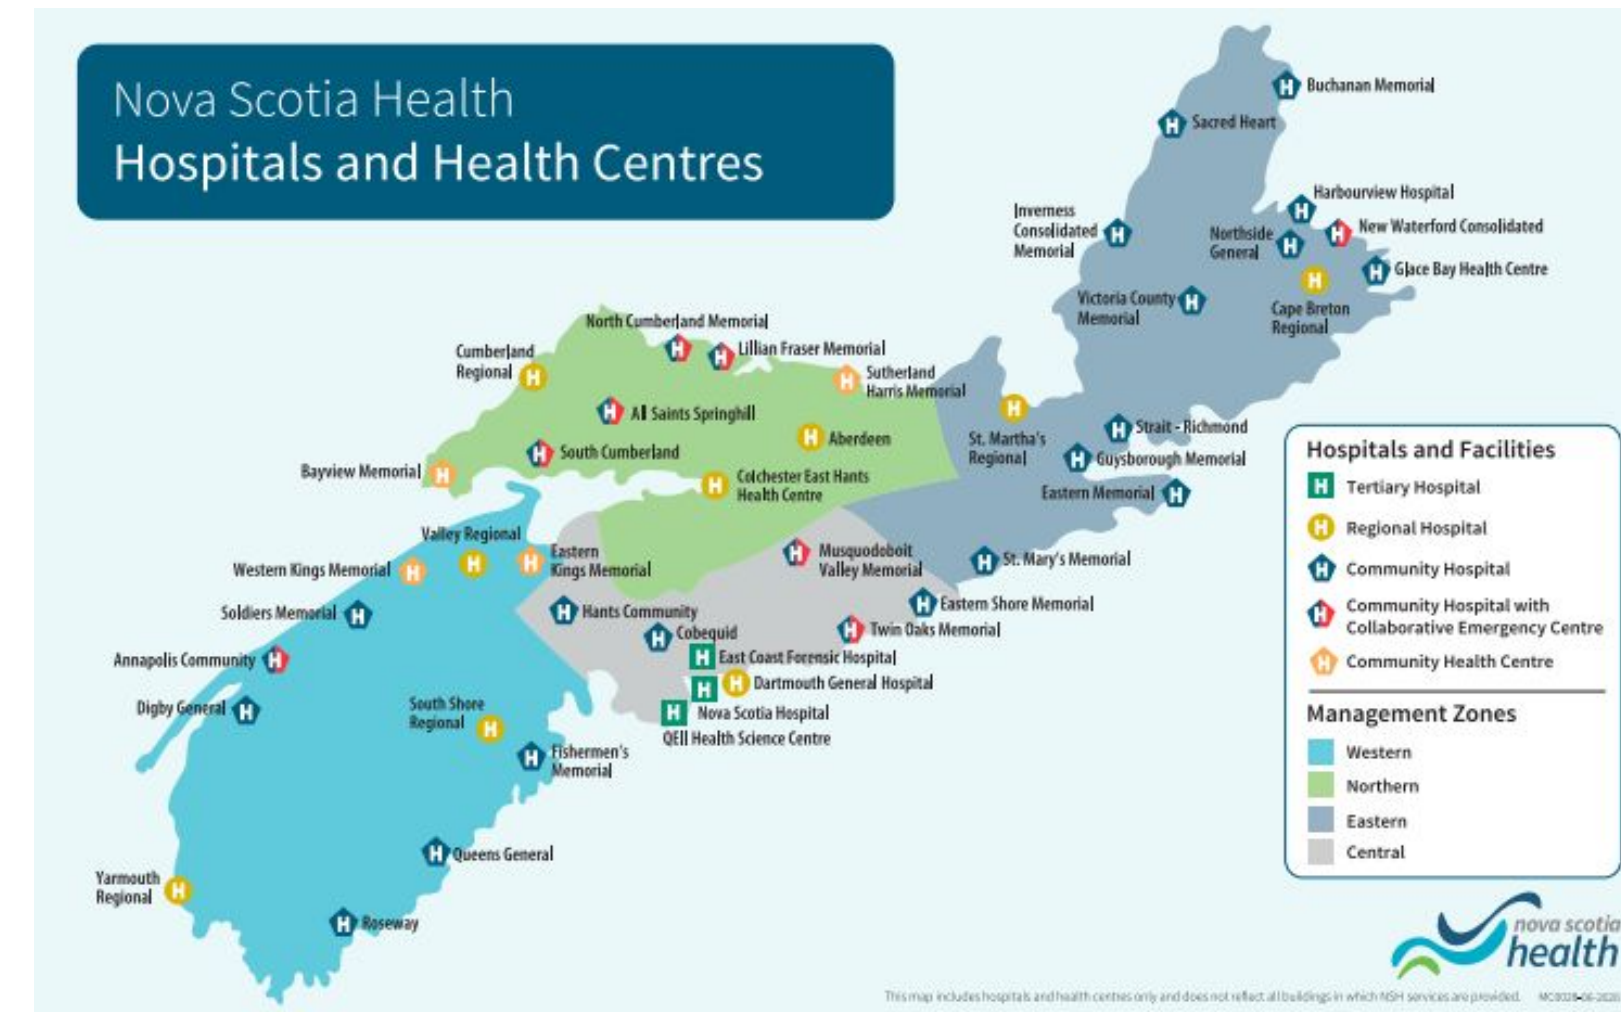 Nova Scotia Health
Hospitals and Health Centres
Buchanan Memorial
Sacred Heart
Harbourview Hospital
Inverness
Consolidated
Memorial
Northside
General
New Waterford Consolidated
Glace Bay Health Centre
Victoria County
Memorial
Cape Breton
Regional
North Cumberland Memorial
Cumberland
Regional
Lillian Fraser Memorial
Sutherland
Harris Memorial
All Saints Springhill
Aberdeen
St. Martha's
Regional
Strait - Richmond
Guysborough Memorial
South Cumberland
Bayview Memorial
Colchester East Hants
Health Centre
Eastern Memorial
Valley Regional
Eastern
Kings Memorial
Musquodoboit
Valley Memorial
St. Mary's Memorial
Western Kings Memorial
Soldiers Memorial
Hants Community
Eastern Shore Memorial
Cobequid
Twin Oaks Memorial
Annapolis Community
East Coast Forensic Hospital
Dartmouth General Hospital
Digby General
South Shore
Regional
Nova Scotia Hospital
QEII Health Science Centre
Fishermen's
Memorial
Queens General
Yarmouth
Regional
Roseway
Hospitals and Facilities
H Tertiary Hospital
H Regional Hospital
H Community Hospital
H Community Hospital with
Collaborative Emergency Centre
H Community Health Centre
Management Zones
Western
Northern
Eastern
Central
nova scotia
health
This map includes hospitals and health centres only and does not reflect all buildings in which NSH services are provided.